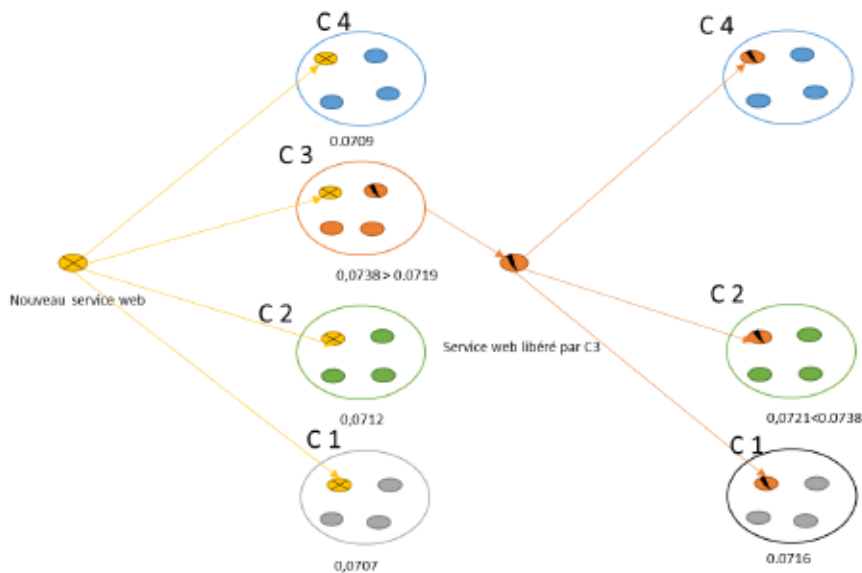 C 4
0.0709
C 3
0,0738 > 0.0719
Nouveau service web
C 2
0,0712
C 1
0,0707
Service web libéré par C3
C 4
C 2
0,0721<0.0738
C 1
0.0716